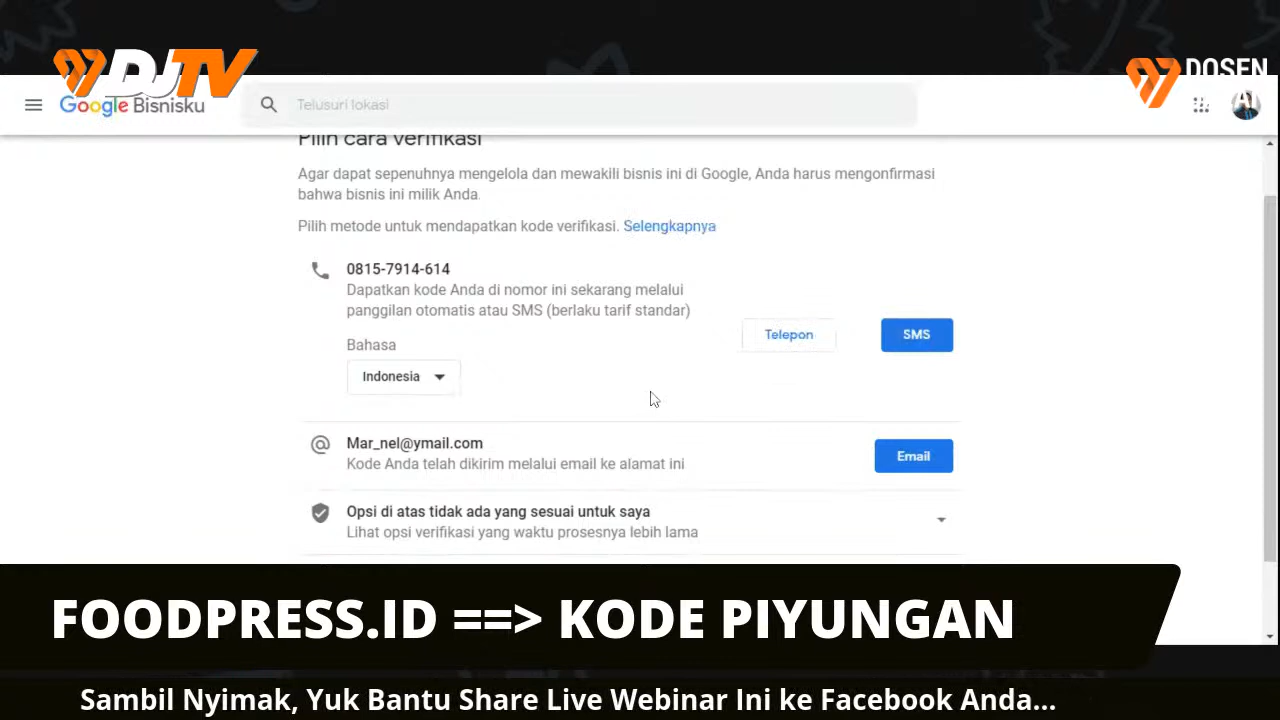 DJTV
DOSEN
Google Bisnisku
Telusuri lokasi
Pilih cara verifikasi
Agar dapat sepenuhnya mengelola dan mewakili bisnis ini di Google, Anda harus mengonfirmasi
bahwa bisnis ini milik Anda.
Pilih metode untuk mendapatkan kode verifikasi. Selengkapnya
0815-7914-614
Dapatkan kode Anda di nomor ini sekarang melalui
panggilan otomatis atau SMS (berlaku tarif standar)
Telepon
SMS
Bahasa
Indonesia
Mar_nel@ymail.com
Kode Anda telah dikirim melalui email ke alamat ini
Email
Opsi di atas tidak ada yang sesuai untuk saya
Lihat opsi verifikasi yang waktu prosesnya lebih lama
FOODPRESS.ID ==> KODE PIYUNGAN
Sambil Nyimak, Yuk Bantu Share Live Webinar Ini ke Facebook Anda...